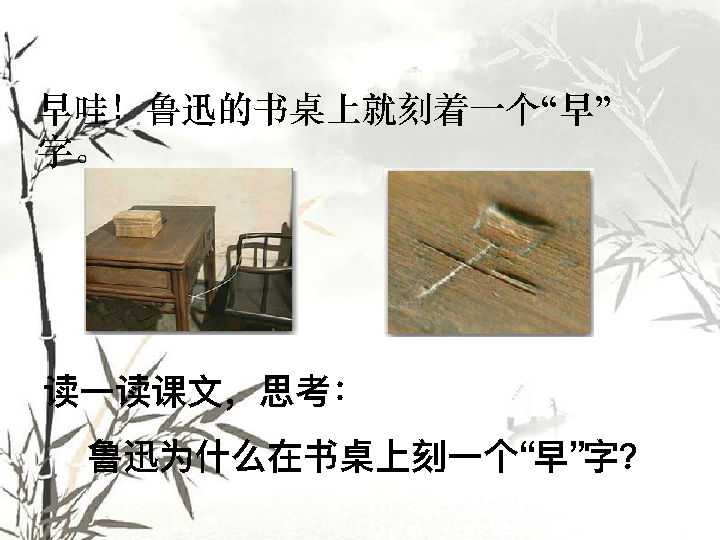 早哇！鲁迅的书桌上就刻着一个“早”
字。
读一读课文，思考：
鲁迅为什么在书桌上刻一个“早”字？